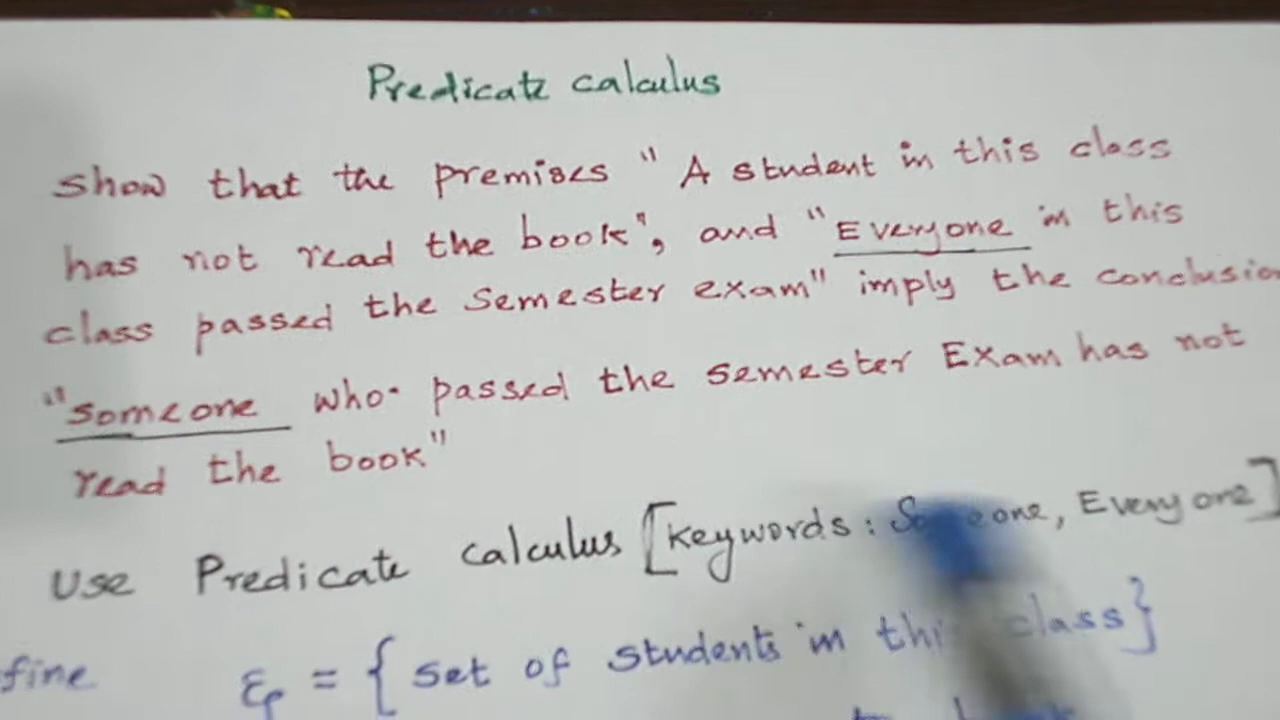 Predicate calculus
Show that the premises " A student in this class
has not read the book", and "Everyone in this
class passed the semester exam" imply the conclusion
"someone who passed the semester Exam has not
read the book"
Use Predicate calculus [keywords: Someone, Everyone]
fine = { set of students in this class}